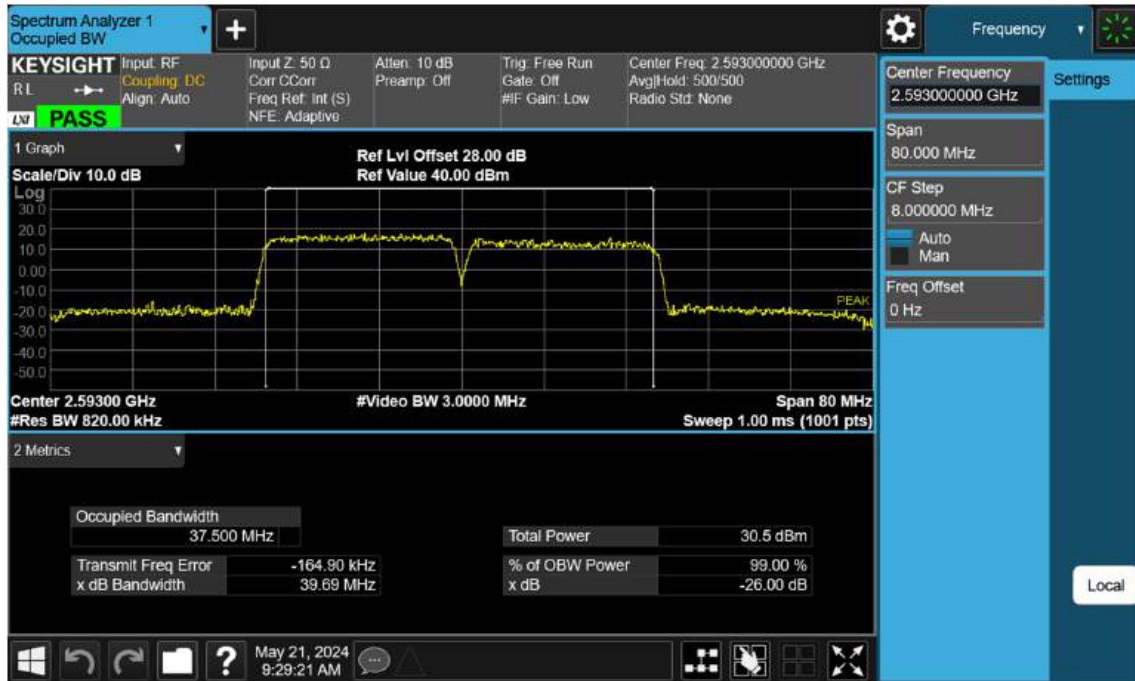 Spectrum Analyzer 1
Occupied BW
+
Frequency
KEYSIGHT
R L
LXI
PASS
Input: RF
Coupling: DC
Align: Auto
Input Z: 50 Ω
Corr CCorr
Freq Ref: Int (S)
NFE: Adaptive
Atten: 10 dB
Preamp: Off
Trig: Free Run
Gate: Off
#IF Gain: Low
Center Freq: 2.593000000 GHz
Avg|Hold: 500/500
Radio Std: None
Center Frequency
2.593000000 GHz
Settings
Span
80.000 MHz
CF Step
8.000000 MHz
Auto
Man
Freq Offset
0 Hz
Local
1 Graph
Scale/Div 10.0 dB
Ref Lvl Offset 28.00 dB
Ref Value 40.00 dBm
Log
30.0
20.0
10.0
0.00
-10.0
-20.0
-30.0
-40.0
-50.0
PEAK
Center 2.59300 GHz
#Video BW 3.0000 MHz
Span 80 MHz
#Res BW 820.00 kHz
Sweep 1.00 ms (1001 pts)
2 Metrics
Occupied Bandwidth
37.500 MHz
Total Power 30.5 dBm
Transmit Freq Error -164.90 kHz
% of OBW Power 99.00 %
x dB Bandwidth 39.69 MHz
x dB -26.00 dB
?
May 21, 2024
9:29:21 AM